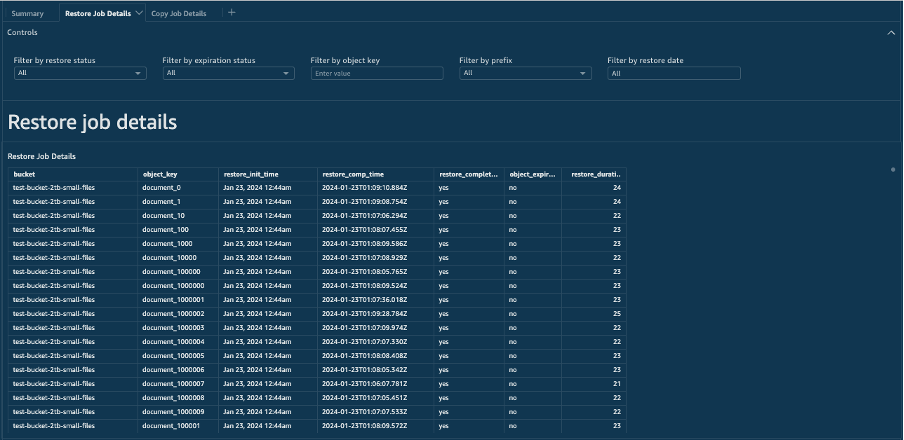 Summary Restore Job Details Copy Job Details +
Controls
Filter by restore status Filter by expiration status Filter by object key Filter by prefix Filter by restore date
All All Enter value All All
Restore job details
Restore Job Details
bucket object_key restore_init_time restore_comp_time restore_complet... object_expir... restore_durati..
test-bucket-2tb-small-files document_0 Jan 23, 2024 12:44am 2024-01-23T01:09:10.884Z yes no 24
test-bucket-2tb-small-files document_1 Jan 23, 2024 12:44am 2024-01-23T01:09:08.754Z yes no 24
test-bucket-2tb-small-files document_10 Jan 23, 2024 12:44am 2024-01-23T01:07:06.294Z yes no 22
test-bucket-2tb-small-files document_100 Jan 23, 2024 12:44am 2024-01-23T01:08:07.455Z yes no 23
test-bucket-2tb-small-files document_1000 Jan 23, 2024 12:44am 2024-01-23T01:08:09.586Z yes no 23
test-bucket-2tb-small-files document_10000 Jan 23, 2024 12:44am 2024-01-23T01:07:08.929Z yes no 22
test-bucket-2tb-small-files document_100000 Jan 23, 2024 12:44am 2024-01-23T01:08:05.765Z yes no 23
test-bucket-2tb-small-files document_1000000 Jan 23, 2024 12:44am 2024-01-23T01:08:09.524Z yes no 23
test-bucket-2tb-small-files document_1000001 Jan 23, 2024 12:44am 2024-01-23T01:07:36.018Z yes no 23
test-bucket-2tb-small-files document_1000002 Jan 23, 2024 12:44am 2024-01-23T01:09:28.784Z yes no 25
test-bucket-2tb-small-files document_1000003 Jan 23, 2024 12:44am 2024-01-23T01:07:09.974Z yes no 22
test-bucket-2tb-small-files document_1000004 Jan 23, 2024 12:44am 2024-01-23T01:07:07.330Z yes no 22
test-bucket-2tb-small-files document_1000005 Jan 23, 2024 12:44am 2024-01-23T01:08:08.408Z yes no 23
test-bucket-2tb-small-files document_1000006 Jan 23, 2024 12:44am 2024-01-23T01:08:05.342Z yes no 23
test-bucket-2tb-small-files document_1000007 Jan 23, 2024 12:44am 2024-01-23T01:06:07.781Z yes no 21
test-bucket-2tb-small-files document_1000008 Jan 23, 2024 12:44am 2024-01-23T01:07:05.451Z yes no 22
test-bucket-2tb-small-files document_1000009 Jan 23, 2024 12:44am 2024-01-23T01:07:07.533Z yes no 22
test-bucket-2tb-small-files document_100001 Jan 23, 2024 12:44am 2024-01-23T01:08:09.572Z yes no 23